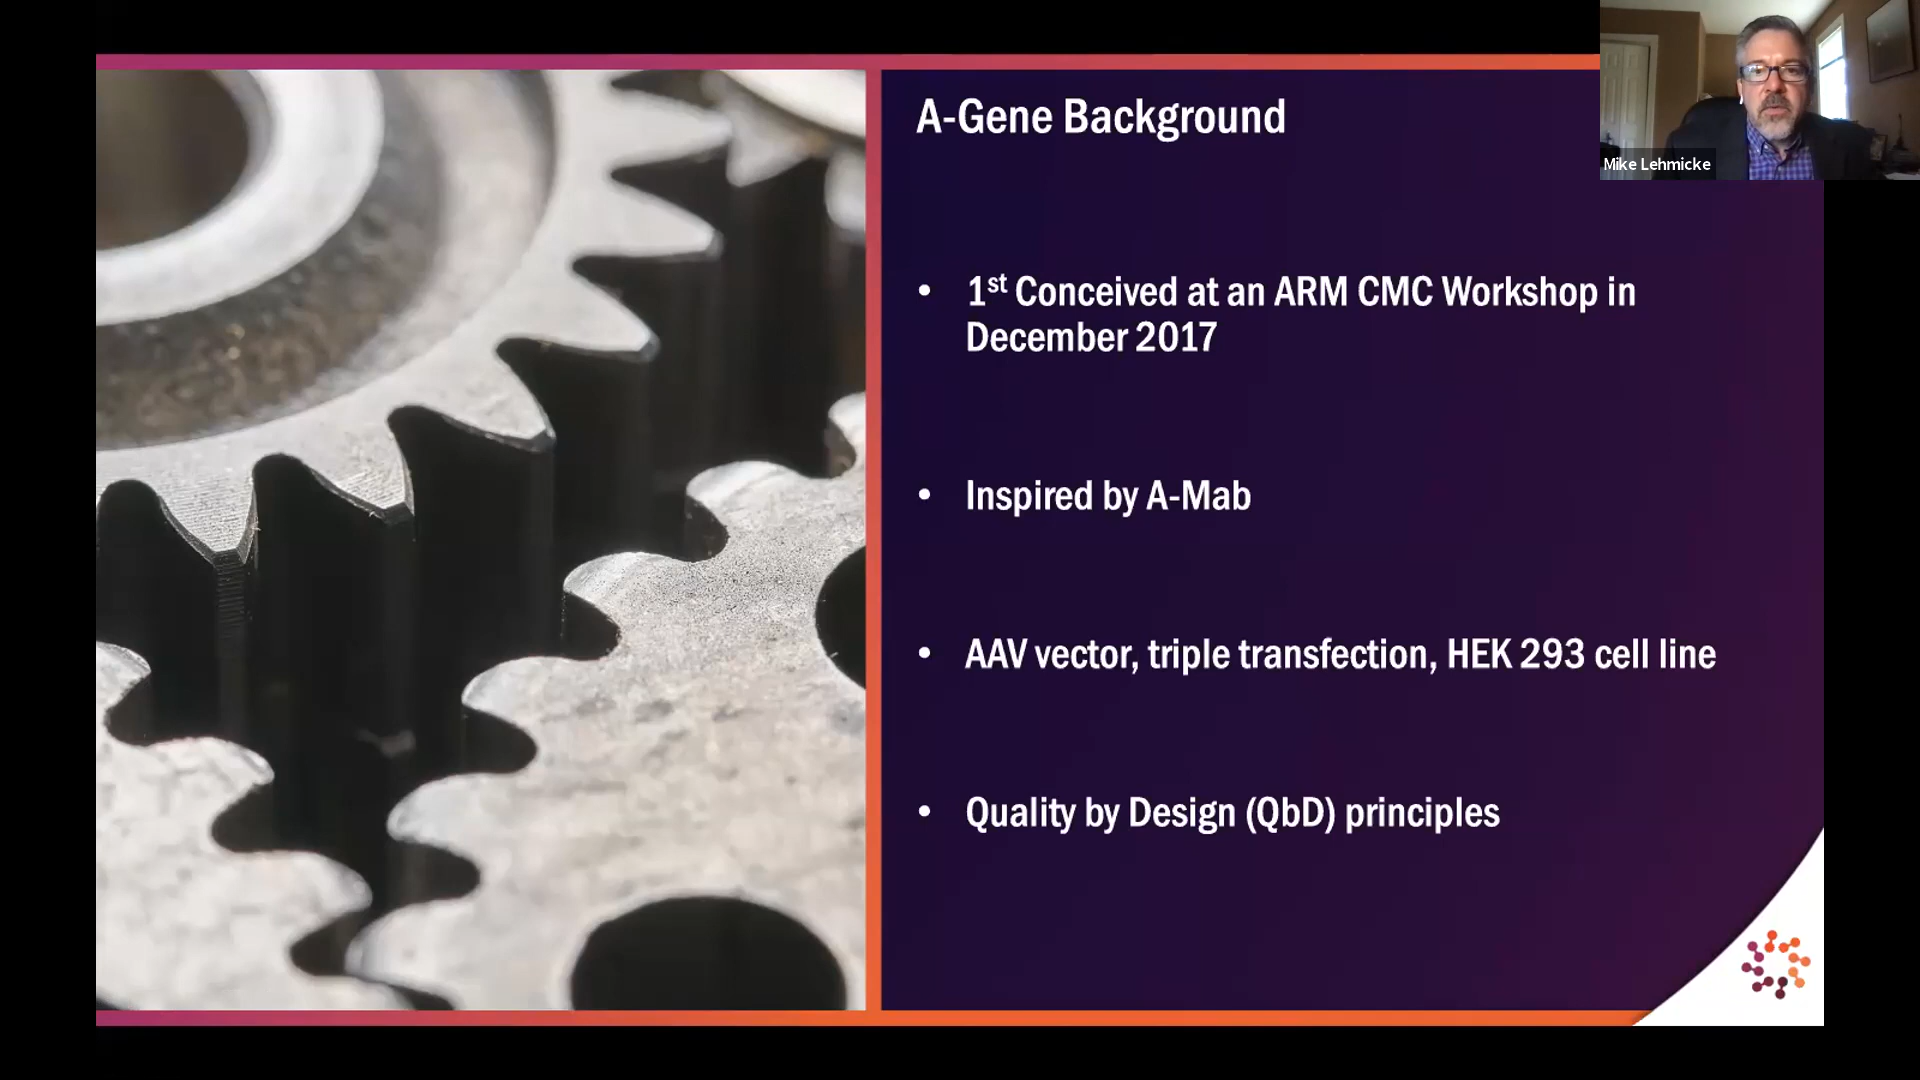 A-Gene Background
Mike Lehmicke
• 1st Conceived at an ARM CMC Workshop in
December 2017
• Inspired by A-Mab
• AAV vector, triple transfection, HEK 293 cell line
• Quality by Design (QbD) principles